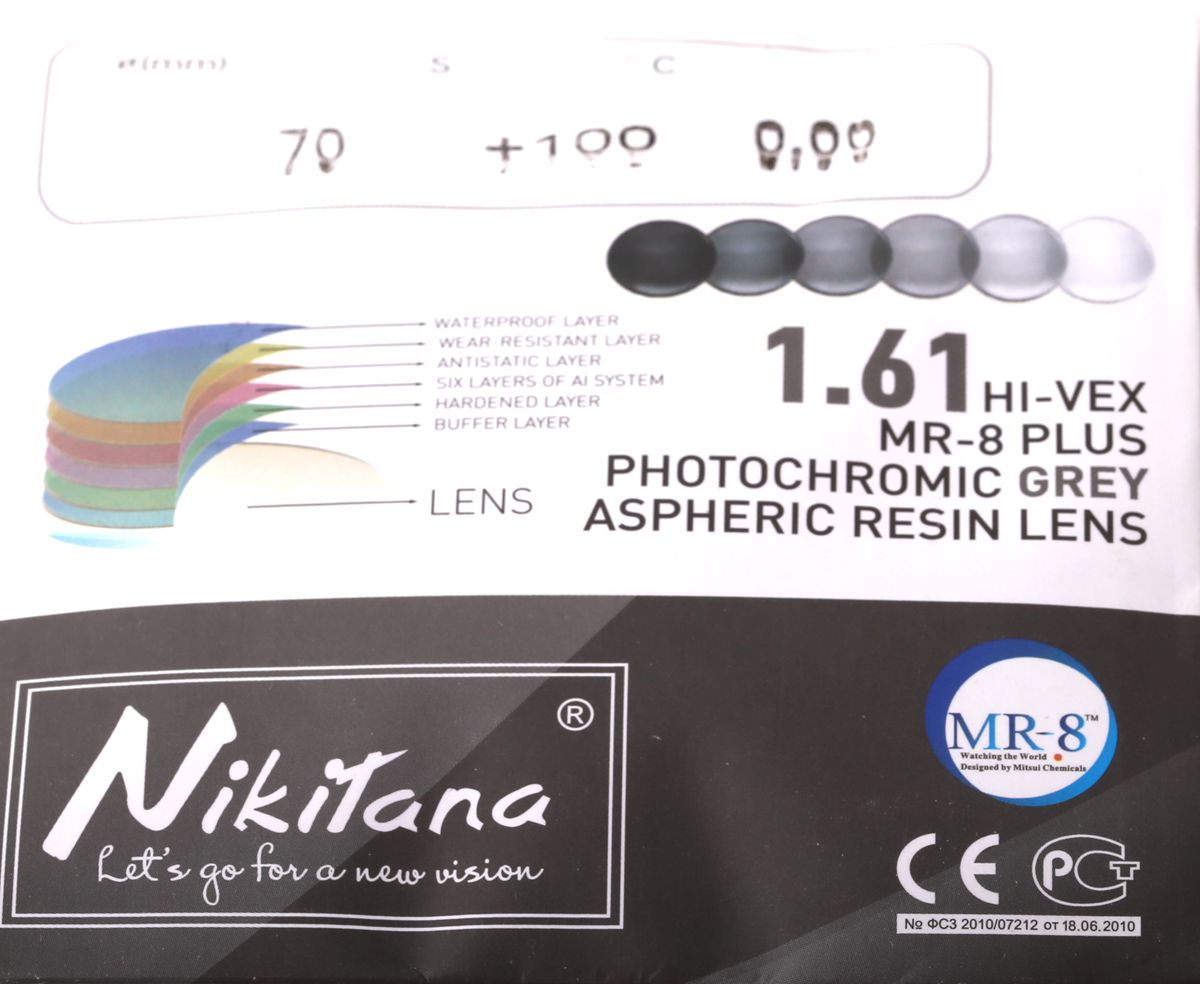 ø(mm) S C
70 +100 0.00
WATERPROOF LAYER
WEAR-RESISTANT LAYER
ANTISTATIC LAYER
SIX LAYERS OF AI SYSTEM
HARDENED LAYER
BUFFER LAYER
LENS
1.61 HI-VEX
MR-8 PLUS
PHOTOCHROMIC GREY
ASPHERIC RESIN LENS
Nikitana ®
Let's go for a new vision
MR-8™
Watching the World
Designed by Mitsui Chemicals
CE PCT
№ ФСЗ 2010/07212 от 18.06.2010